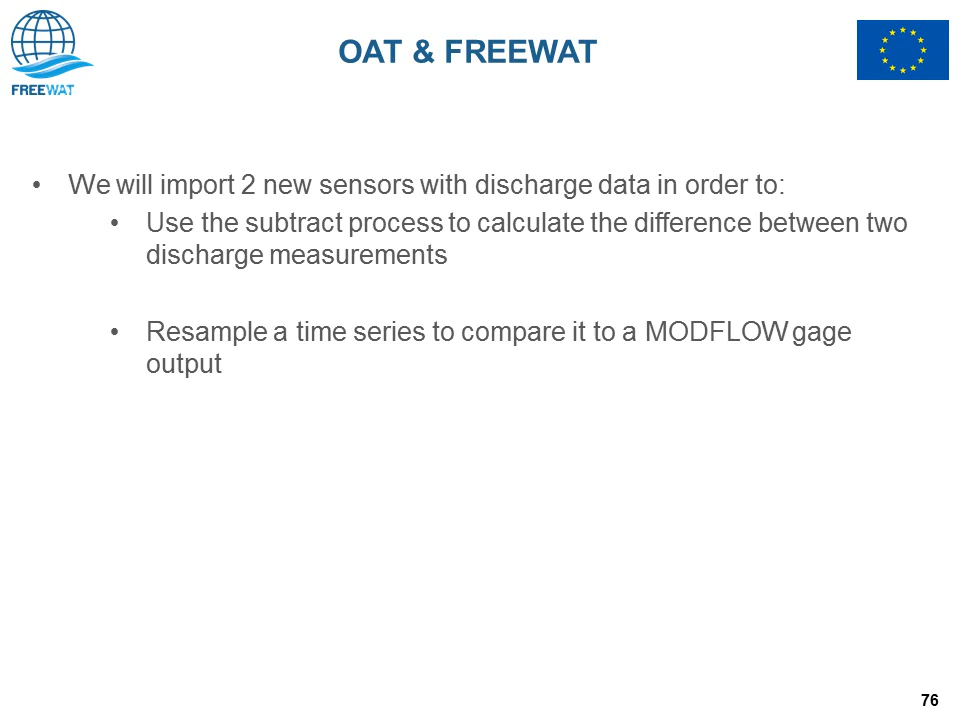 OAT & FREEWAT
FREEWAT
• We will import 2 new sensors with discharge data in order to:
• Use the subtract process to calculate the difference between two
discharge measurements
• Resample a time series to compare it to a MODFLOW gage
output
76